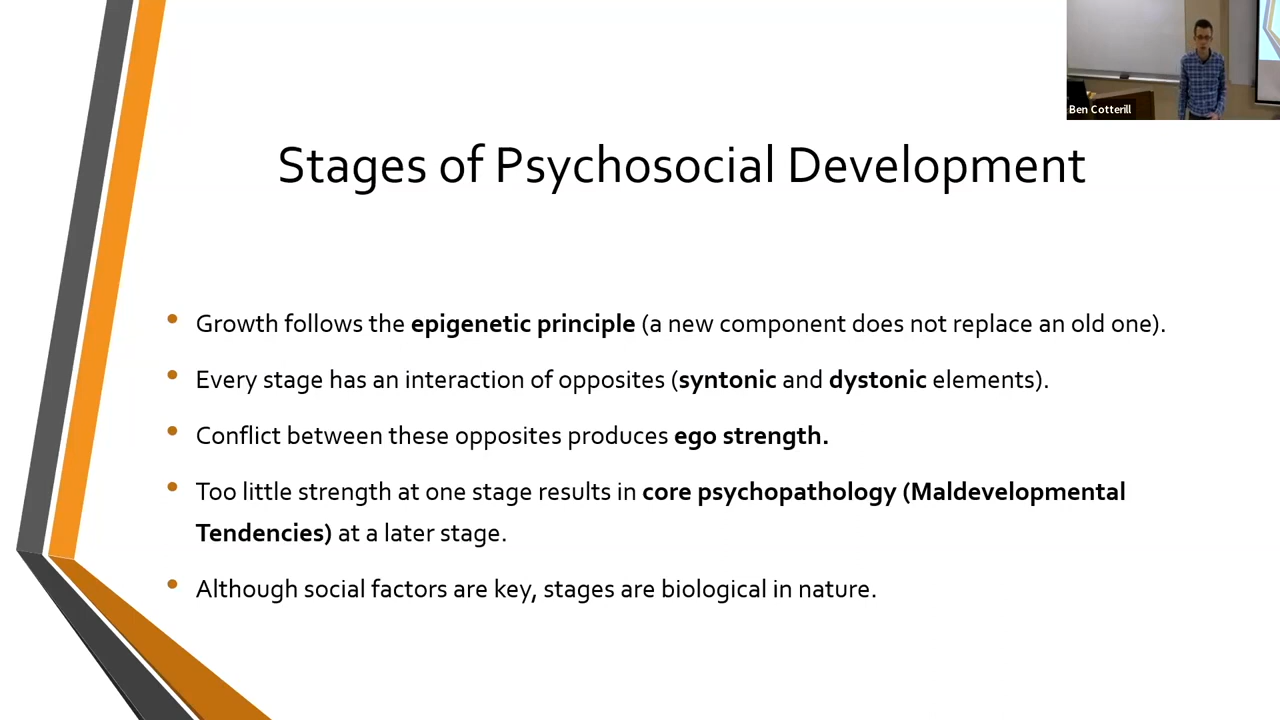 Ben Cotterill
Stages of Psychosocial Development
• Growth follows the epigenetic principle (a new component does not replace an old one).
• Every stage has an interaction of opposites (syntonic and dystonic elements).
• Conflict between these opposites produces ego strength.
• Too little strength at one stage results in core psychopathology (Maldevelopmental
Tendencies) at a later stage.
• Although social factors are key, stages are biological in nature.